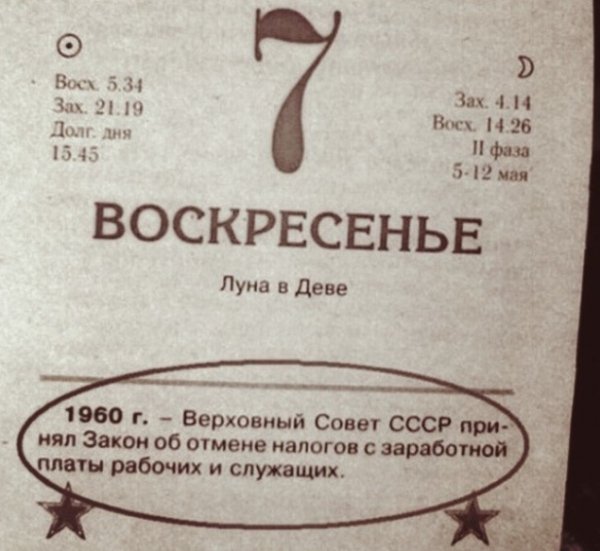 7
Восх. 5.34
Зах. 21.19
Долг. дня
15.45
Зах. 4.14
Восх. 14.26
II фаза
5-12 мая
ВОСКРЕСЕНЬЕ
Луна в Деве
1960 г. – Верховный Совет СССР при-
нял Закон об отмене налогов с заработной
платы рабочих и служащих.